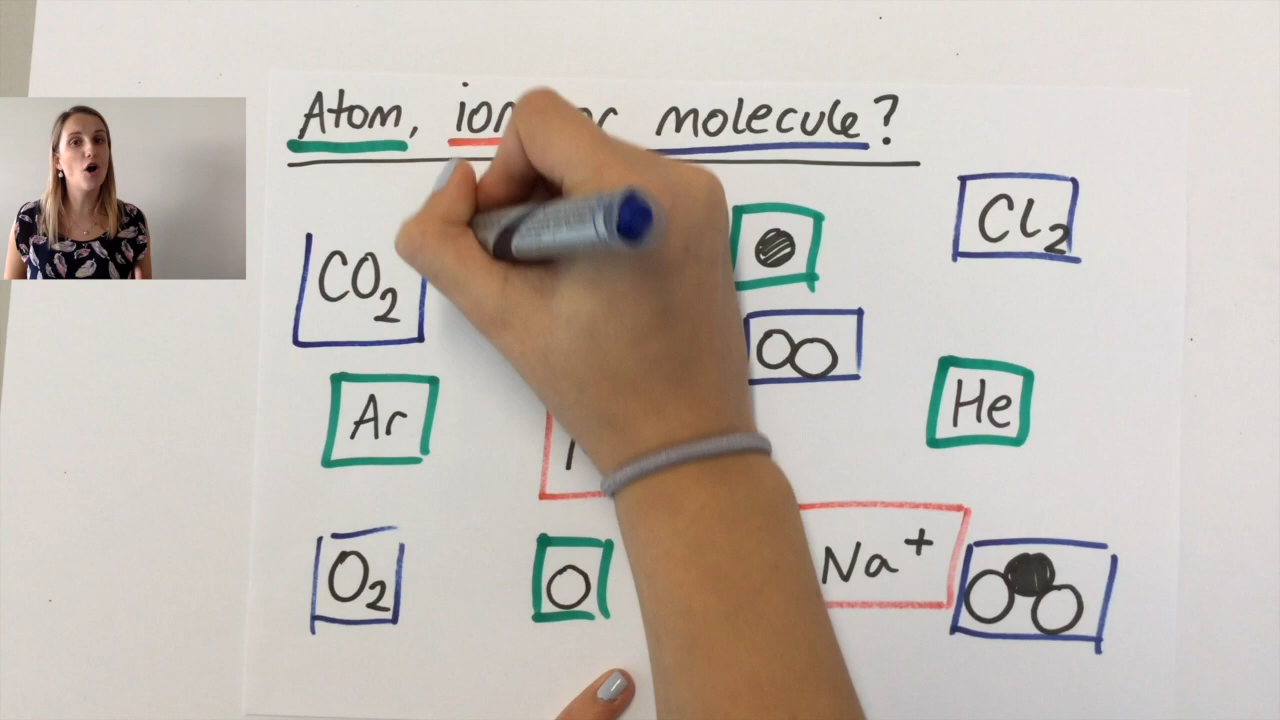 Atom, ion or molecule?
CO₂
Cl₂
Ar
He
O₂
Na⁺